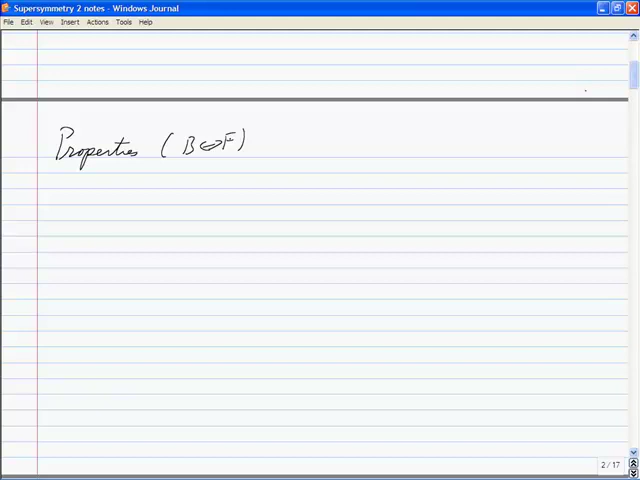 Supersymmetry 2 notes - Windows Journal
File Edit View Insert Actions Tools Help
Properties ( B ⇔ F )
2 / 17